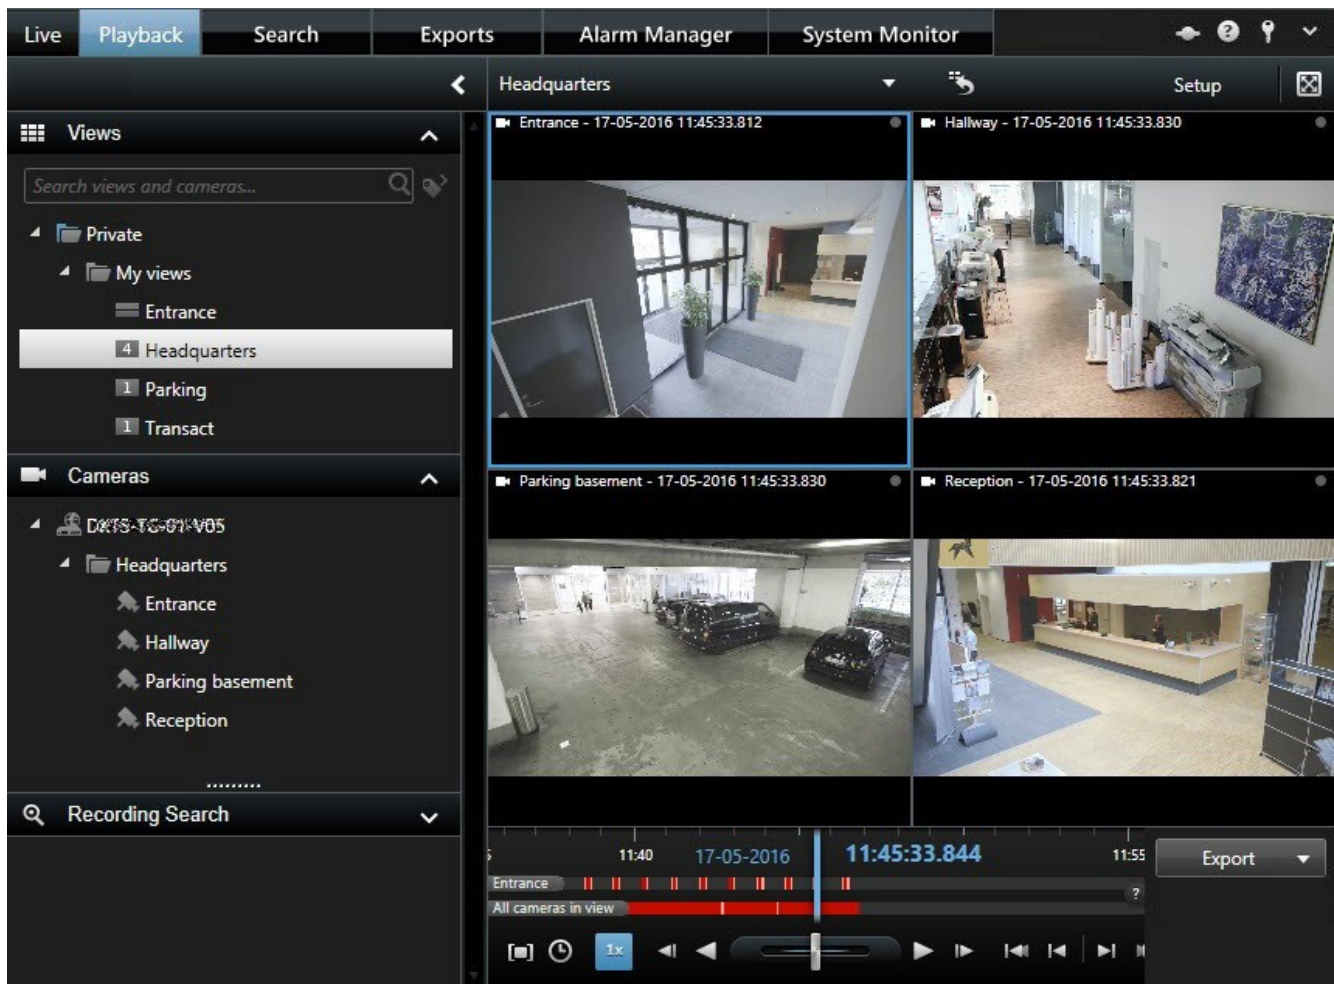 Live Playback Search Exports Alarm Manager System Monitor
Headquarters Setup
Views
Search views and cameras...
Private
My views
Entrance
4 Headquarters
1 Parking
1 Transact
Cameras
Headquarters
Entrance
Hallway
Parking basement
Reception
Recording Search
Entrance - 17-05-2016 11:45:33.812
Hallway - 17-05-2016 11:45:33.830
Parking basement - 17-05-2016 11:45:33.830
Reception - 17-05-2016 11:45:33.821
11:40 17-05-2016 11:45:33.844 11:55
Entrance
?
All cameras in view
1x
Export